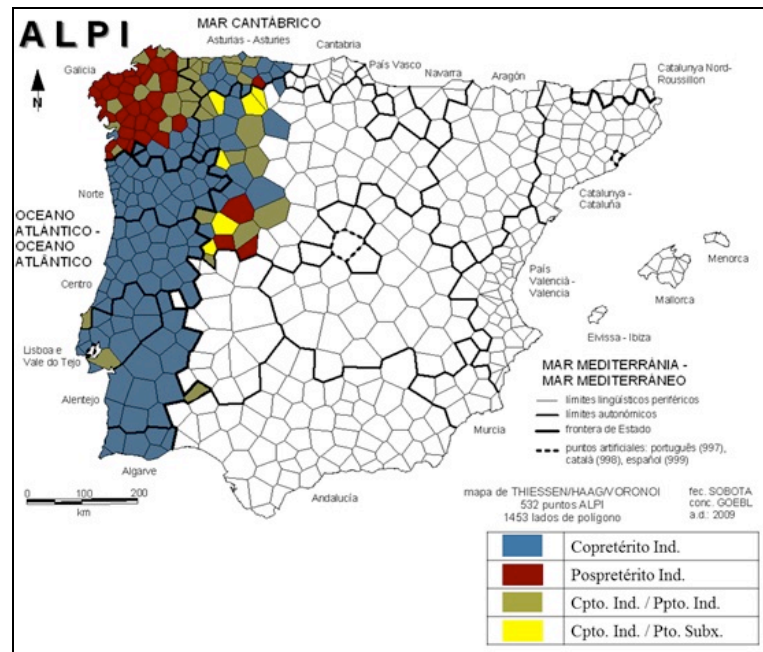 ALPI
MAR CANTÀBRICO
Asturias - Asturies
Cantabria
País Vasco
Navarra
Aragón
Catalunya Nord-
Roussillon
Galicia
N
Norte
Catalunya -
Cataluña
OCEANO
ATLÀNTICO -
OCEANO
ATLÂNTICO
Menorca
Mallorca
País
Valencià -
Valencia
Centro
Eivissa - Ibiza
Lisboa e
Vale do Tejo
MAR MEDITERRÀNIA -
MAR MEDITERRÁNEO
límites lingüísticos periféricos
límites autonómicos
frontera de Estado
Alentejo
Murcia
puntos artificiales: português (997),
català (998), español (999)
Algarve
Andalucía
0 100 200
km
mapa de THIESSEN/HAAG/VORONOI
532 puntos ALPI
1453 lados de polígono
fec. SOBOTA
conc. GOEBL
a.d.: 2009
Copretérito Ind.
Pospretérito Ind.
Cpto. Ind. / Ppto. Ind.
Cpto. Ind. / Pto. Subx.